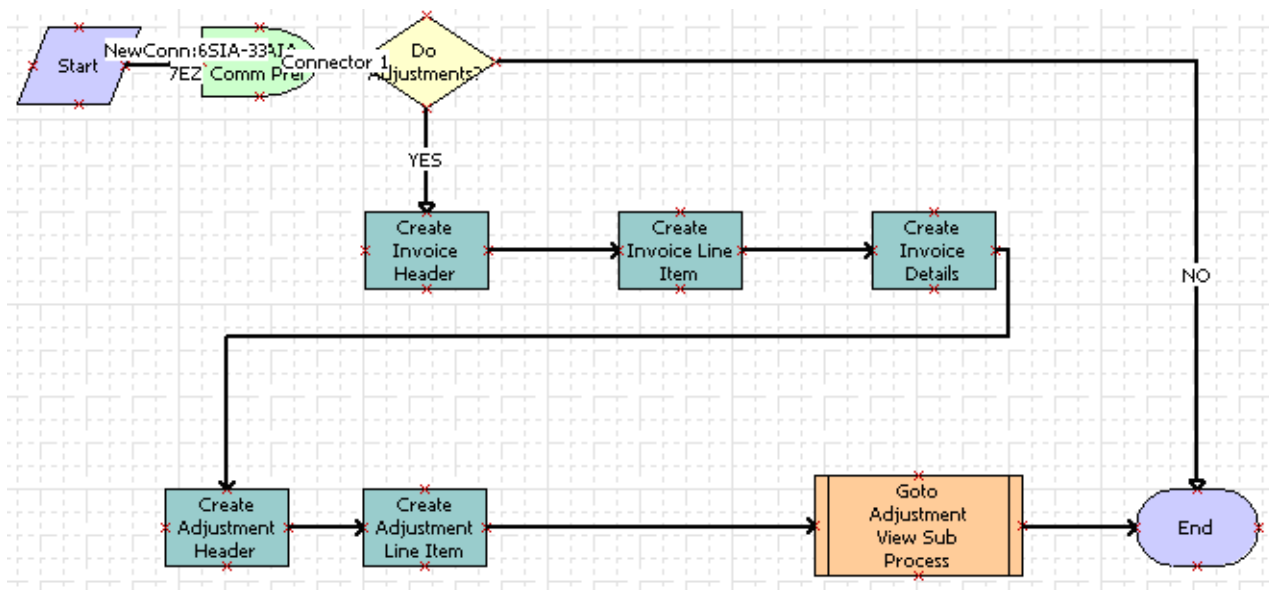 Start
NewConn:6SIA-33AIA
7EZ
Comm Pref
Connector 1
Do
Adjustments?
YES
NO
Create
Invoice
Header
Create
Invoice Line
Item
Create
Invoice
Details
Create
Adjustment
Header
Create
Adjustment
Line Item
Goto
Adjustment
View Sub
Process
End